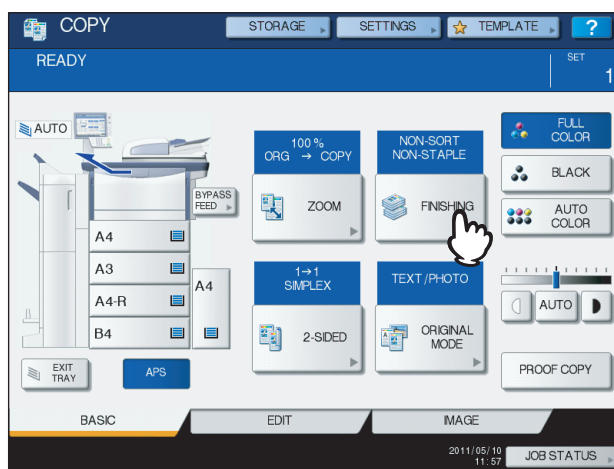 COPY
STORAGE
SETTINGS
TEMPLATE
?
READY
SET
1
AUTO
BYPASS
FEED
A4
A3
A4-R
B4
A4
EXIT
TRAY
APS
100 %
ORG → COPY
ZOOM
NON-SORT
NON-STAPLE
FINISHING
1→1
SIMPLEX
2-SIDED
TEXT/PHOTO
ORIGINAL
MODE
FULL
COLOR
BLACK
AUTO
COLOR
AUTO
PROOF COPY
BASIC
EDIT
IMAGE
2011/05/10
11:57
JOB STATUS